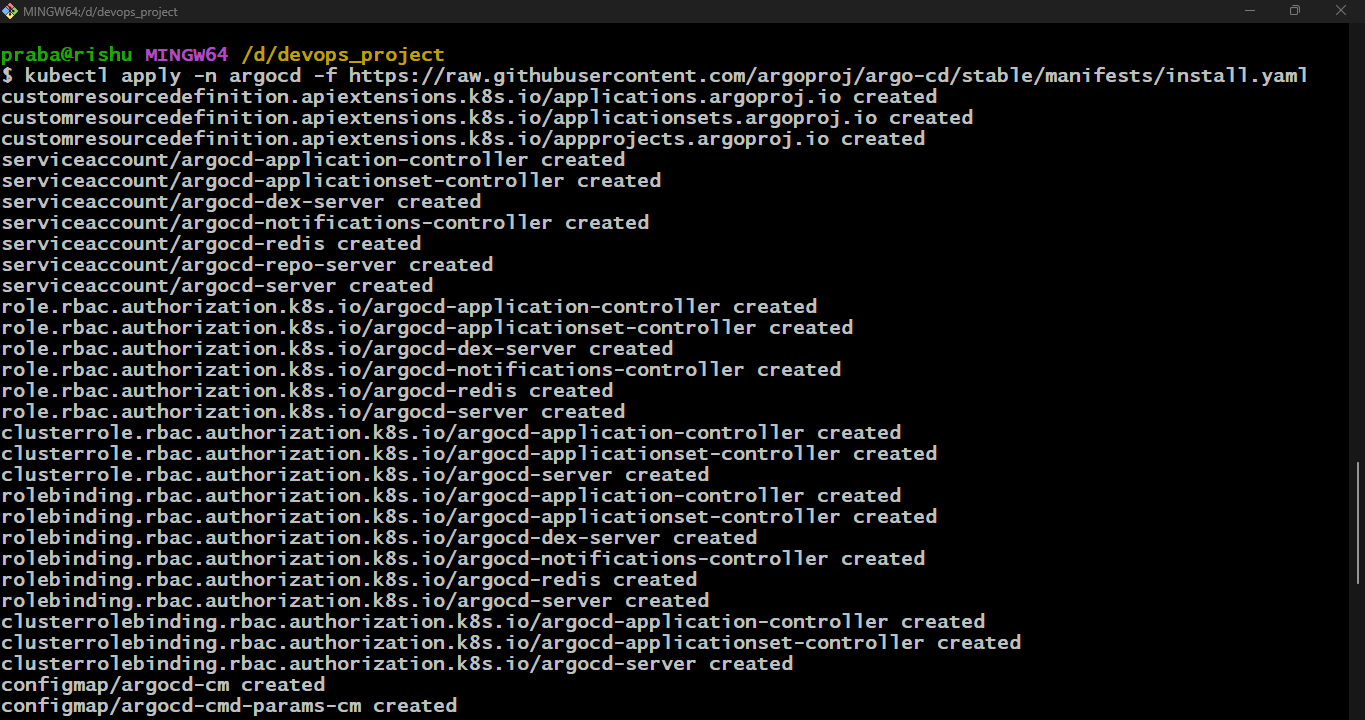 MINGW64:/d/devops_project
praba@rishu MINGW64 /d/devops_project
$ kubectl apply -n argocd -f https://raw.githubusercontent.com/argoproj/argo-cd/stable/manifests/install.yaml
customresourcedefinition.apiextensions.k8s.io/applications.argoproj.io created
customresourcedefinition.apiextensions.k8s.io/applicationsets.argoproj.io created
customresourcedefinition.apiextensions.k8s.io/appprojects.argoproj.io created
serviceaccount/argocd-application-controller created
serviceaccount/argocd-applicationset-controller created
serviceaccount/argocd-dex-server created
serviceaccount/argocd-notifications-controller created
serviceaccount/argocd-redis created
serviceaccount/argocd-repo-server created
serviceaccount/argocd-server created
role.rbac.authorization.k8s.io/argocd-application-controller created
role.rbac.authorization.k8s.io/argocd-applicationset-controller created
role.rbac.authorization.k8s.io/argocd-dex-server created
role.rbac.authorization.k8s.io/argocd-notifications-controller created
role.rbac.authorization.k8s.io/argocd-redis created
role.rbac.authorization.k8s.io/argocd-server created
clusterrole.rbac.authorization.k8s.io/argocd-application-controller created
clusterrole.rbac.authorization.k8s.io/argocd-applicationset-controller created
clusterrole.rbac.authorization.k8s.io/argocd-server created
rolebinding.rbac.authorization.k8s.io/argocd-application-controller created
rolebinding.rbac.authorization.k8s.io/argocd-applicationset-controller created
rolebinding.rbac.authorization.k8s.io/argocd-dex-server created
rolebinding.rbac.authorization.k8s.io/argocd-notifications-controller created
rolebinding.rbac.authorization.k8s.io/argocd-redis created
rolebinding.rbac.authorization.k8s.io/argocd-server created
clusterrolebinding.rbac.authorization.k8s.io/argocd-application-controller created
clusterrolebinding.rbac.authorization.k8s.io/argocd-applicationset-controller created
clusterrolebinding.rbac.authorization.k8s.io/argocd-server created
configmap/argocd-cm created
configmap/argocd-cmd-params-cm created